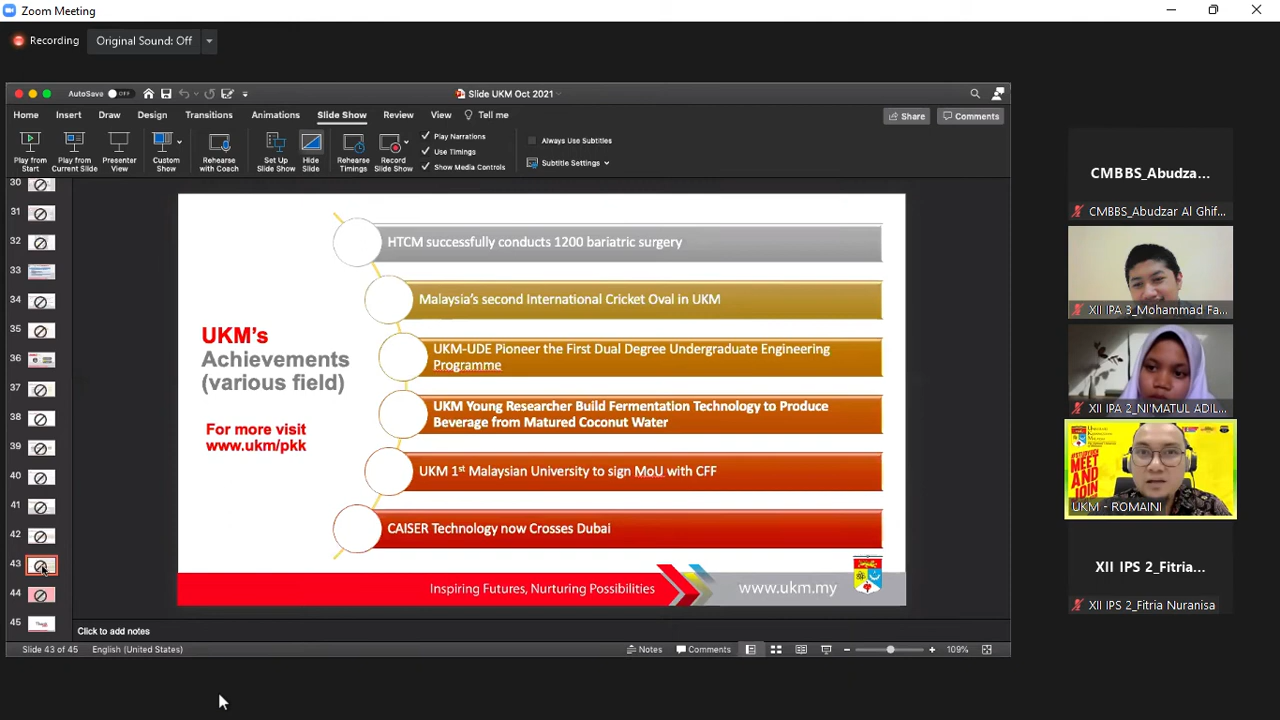 Zoom Meeting
Recording
Original Sound: Off
AutoSave
OFF
Slide UKM Oct 2021
Home
Insert
Draw
Design
Transitions
Animations
Slide Show
Review
View
Tell me
Share
Comments
Play from
Start
Play from
Current Slide
Presenter
View
Custom
Show
Rehearse
with Coach
Set Up
Slide Show
Hide
Slide
Rehearse
Timings
Record
Slide Show
Play Narrations
Use Timings
Show Media Controls
Always Use Subtitles
Subtitle Settings
30
31
32
33
34
35
36
37
38
39
40
41
42
43
44
45
UKM's
Achievements
(various field)
For more visit
www.ukm/pkk
HTCM successfully conducts 1200 bariatric surgery
Malaysia's second International Cricket Oval in UKM
UKM-UDE Pioneer the First Dual Degree Undergraduate Engineering
Programme
UKM Young Researcher Build Fermentation Technology to Produce
Beverage from Matured Coconut Water
UKM 1st Malaysian University to sign MoU with CFF
CAISER Technology now Crosses Dubai
Inspiring Futures, Nurturing Possibilities
www.ukm.my
Click to add notes
Slide 43 of 45
English (United States)
Notes
Comments
109%
CMBBS_Abudza...
CMBBS_Abudzar Al Ghif...
XII IPA 3_Mohammad Fa...
XII IPA 2_NI'MATUL ADIL...
MEET
AND
JOIN
UKM - ROMAINI
XII IPS 2_Fitria...
XII IPS 2_Fitria Nuranisa